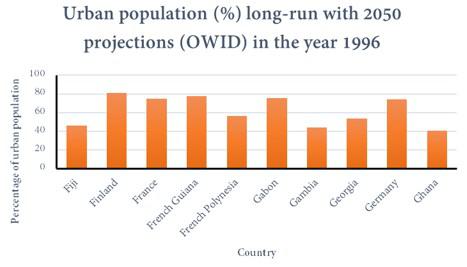 Urban population (%) long-run with 2050
projections (OWID) in the year 1996
Percentage of urban population
100
80
60
40
20
0
Fiji
Finland
France
French Guiana
French Polynesia
Gabon
Gambia
Georgia
Germany
Ghana
Country